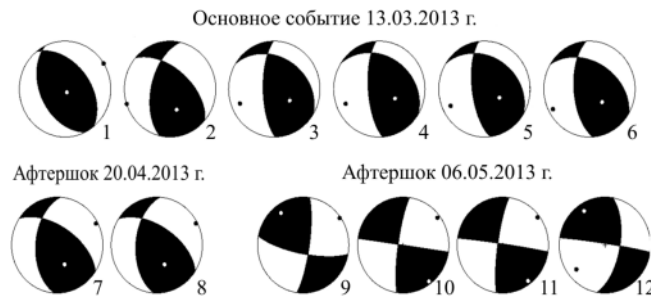 Основное событие 13.03.2013 г.
1 2 3 4 5 6
Афтершок 20.04.2013 г. Афтершок 06.05.2013 г.
7 8 9 10 11 12